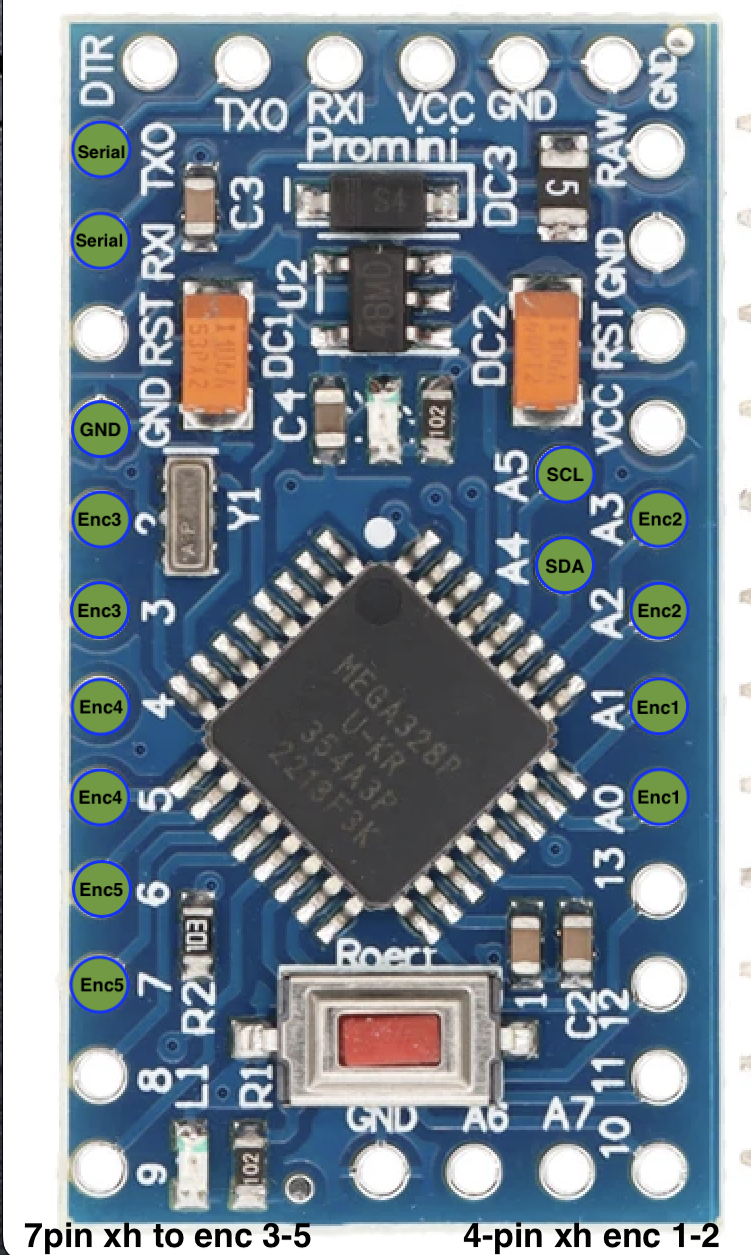 DTR
TXO
RXI
VCC
GND
GND
Serial
TXO
Promini
DC3
RAW
C3
S4
5
Serial
RXI
GND
RST
U2
48MD
DC1
DC2
RST
GND
GND
C4
102
VCC
A5
SCL
Enc3
2
Y1
A3
Enc2
A4
SDA
Enc3
3
A2
Enc2
MEGA328P
U-KR
354A3P
2218F3K
Enc4
4
A1
Enc1
Enc4
5
A0
Enc1
13
Enc5
6
103
Enc5
7
R2
1
C2
12
8
L1
R1
11
GND
A6
A7
10
9
102
7pin xh to enc 3-5
4-pin xh enc 1-2